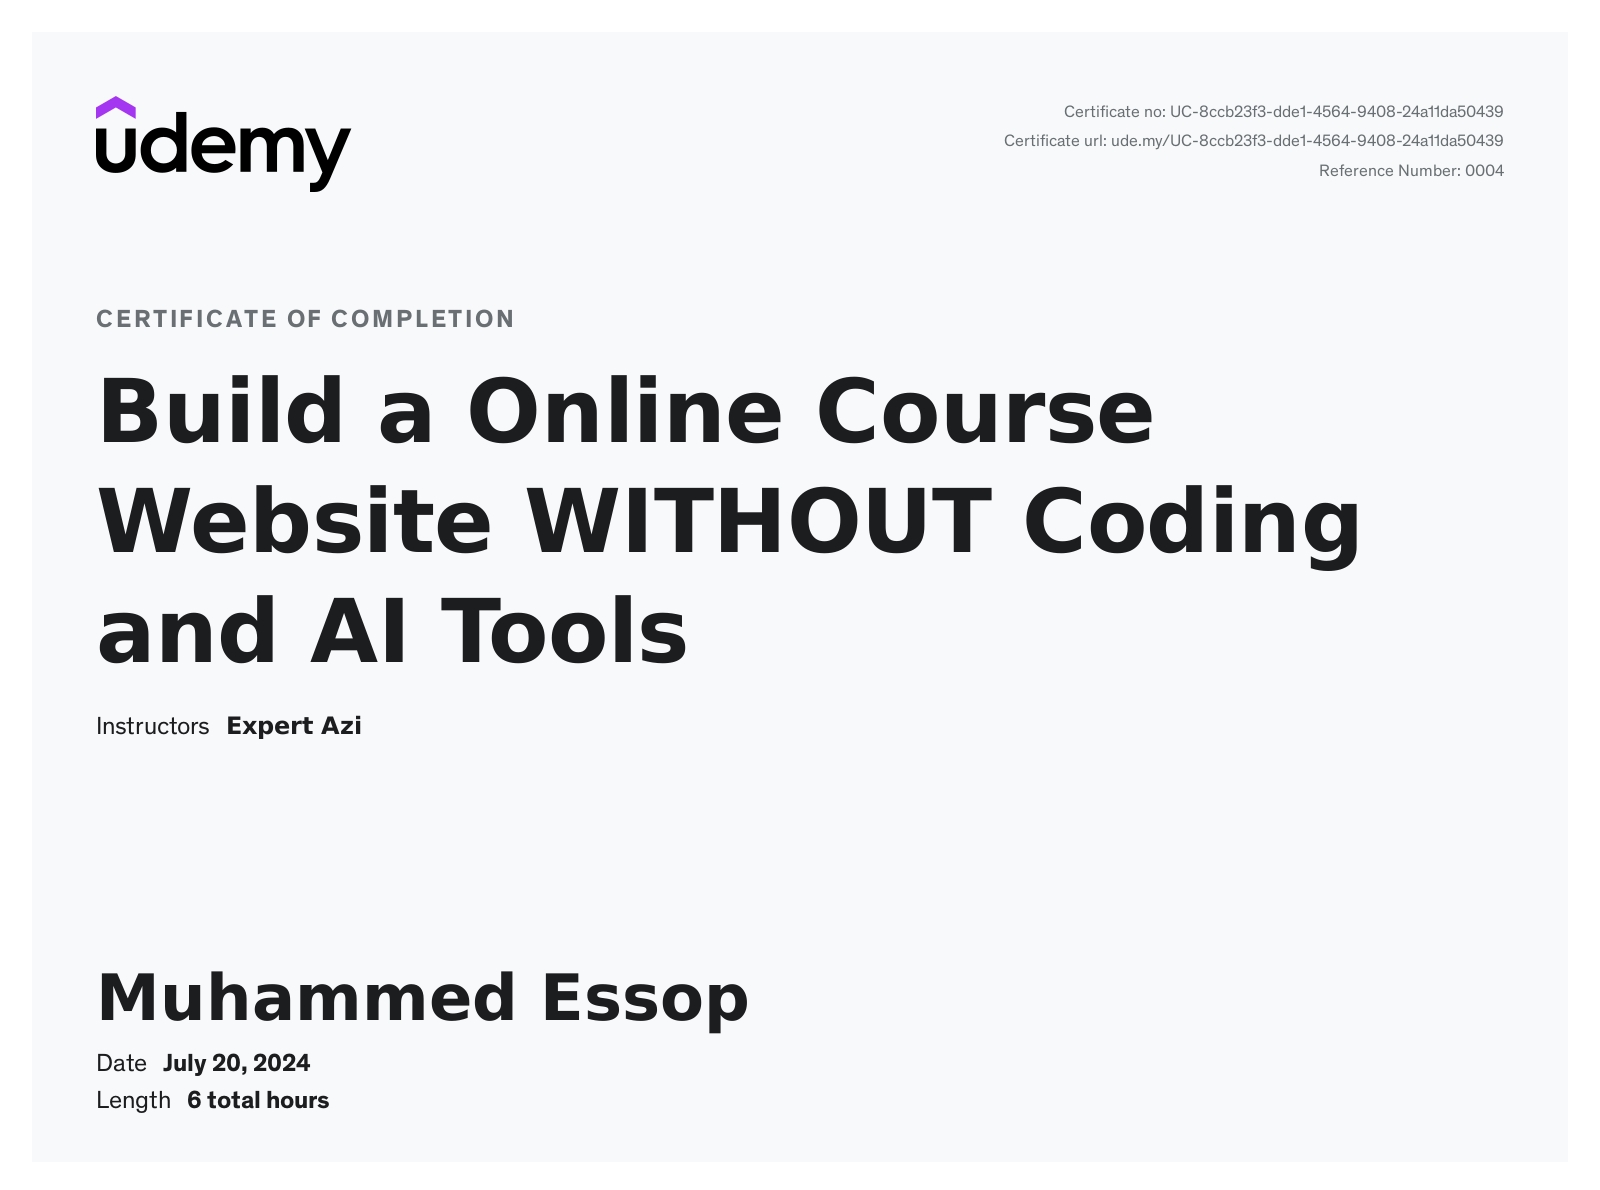 udemy
Certificate no: UC-8ccb23f3-dde1-4564-9408-24a11da50439
Certificate url: ude.my/UC-8ccb23f3-dde1-4564-9408-24a11da50439
Reference Number: 0004
CERTIFICATE OF COMPLETION
Build a Online Course
Website WITHOUT Coding
and AI Tools
Instructors Expert Azi
Muhammed Essop
Date July 20, 2024
Length 6 total hours